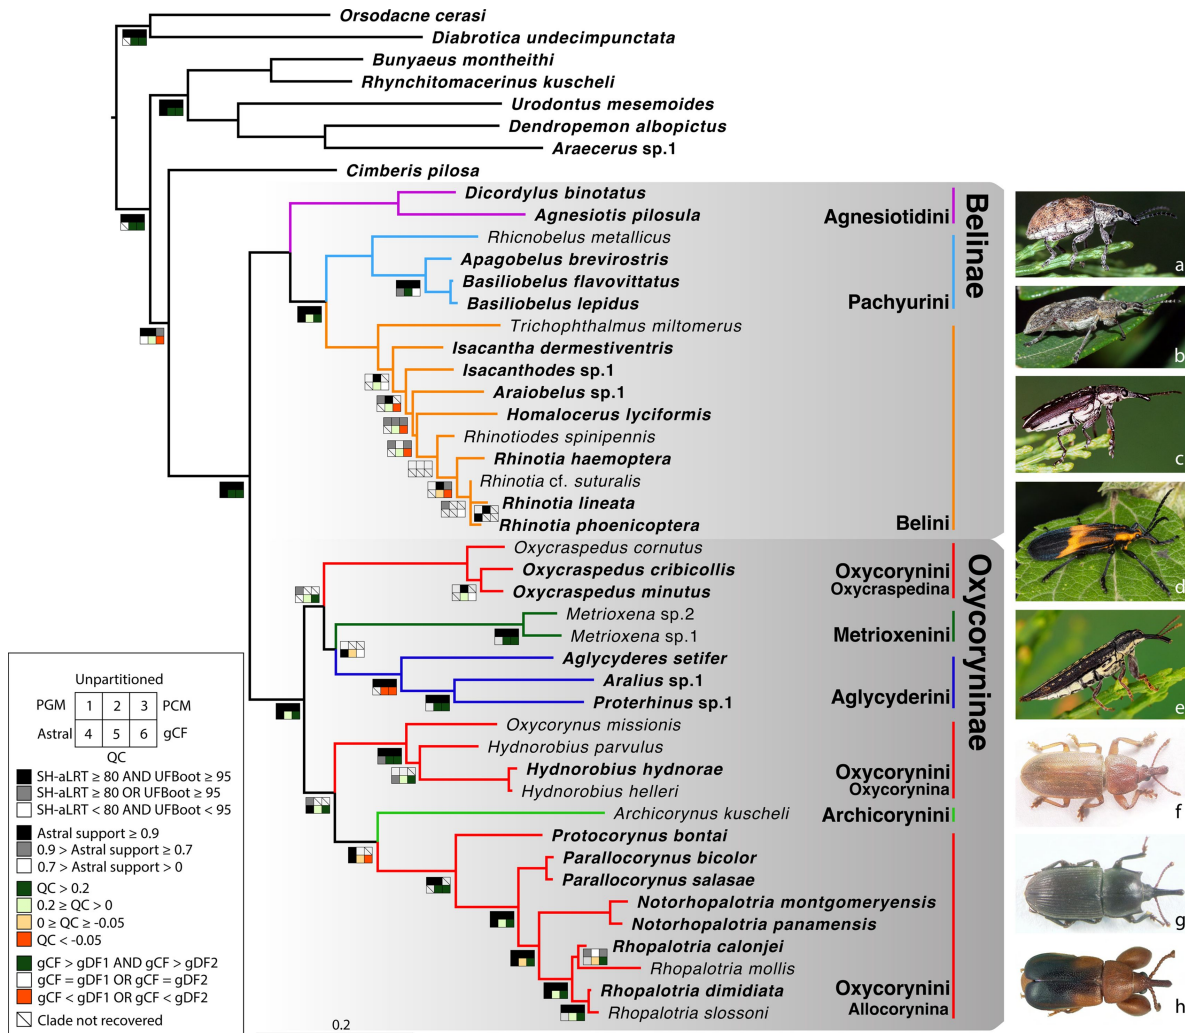 Orsodacne cerasi
Diabrotica undecimpunctata
Bunyaeus montheithi
Rhynchitomacerinus kuscheli
Urodontus mesemoides
Dendropemon albopictus
Araecerus sp.1
Cimberis pilosa
Dicordylus binotatus
Agnesiotis pilosula
Agnesiotidini
Rhicnobelus metallicus
Apagobelus brevirostris
Basiliobelus flavovittatus
Basiliobelus lepidus
Pachyurini
Trichophthalmus miltomerus
Isacantha dermestiventris
Isacanthodes sp.1
Araiobelus sp.1
Homalocerus lyciformis
Rhinotiodes spinipennis
Rhinotia haemoptera
Rhinotia cf. suturalis
Rhinotia lineata
Rhinotia phoenicoptera
Belini
Belinae
Oxycraspedus cornutus
Oxycraspedus cribicollis
Oxycraspedus minutus
Oxycorynini
Oxycraspedina
Metrioxena sp.2
Metrioxena sp.1
Metrioxenini
Aglycyderes setifer
Aralius sp.1
Proterhinus sp.1
Aglycyderini
Oxycorynus missionis
Hydnorobius parvulus
Hydnorobius hydnorae
Hydnorobius helleri
Oxycorynini
Oxycorynina
Archicorynus kuscheli
Archicorynini
Protocorynus bontai
Parallocorynus bicolor
Parallocorynus salasae
Notorhopalotria montgomeryensis
Notorhopalotria panamensis
Rhopalotria calonjei
Rhopalotria mollis
Rhopalotria dimidiata
Rhopalotria slossoni
Oxycorynini
Allocorynina
Oxycoryninae
a
b
c
d
e
f
g
h
Unpartitioned
PGM 1 2 3 PCM
Astral 4 5 6 gCF
QC
SH-aLRT ≥ 80 AND UFBoot ≥ 95
SH-aLRT ≥ 80 OR UFBoot ≥ 95
SH-aLRT < 80 AND UFBoot < 95
Astral support ≥ 0.9
0.9 > Astral support ≥ 0.7
0.7 > Astral support > 0
QC > 0.2
0.2 ≥ QC > 0
0 ≥ QC ≥ -0.05
QC < -0.05
gCF > gDF1 AND gCF > gDF2
gCF = gDF1 OR gCF = gDF2
gCF < gDF1 OR gCF < gDF2
Clade not recovered
0.2